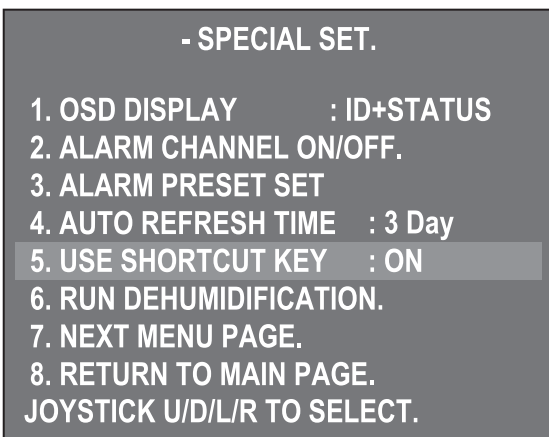 - SPECIAL SET.
1. OSD DISPLAY : ID+STATUS
2. ALARM CHANNEL ON/OFF.
3. ALARM PRESET SET
4. AUTO REFRESH TIME : 3 Day
5. USE SHORTCUT KEY : ON
6. RUN DEHUMIDIFICATION.
7. NEXT MENU PAGE.
8. RETURN TO MAIN PAGE.
JOYSTICK U/D/L/R TO SELECT.